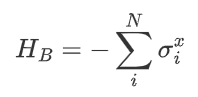 $H_B = -\sum_{i}^{N} \sigma_i^x$